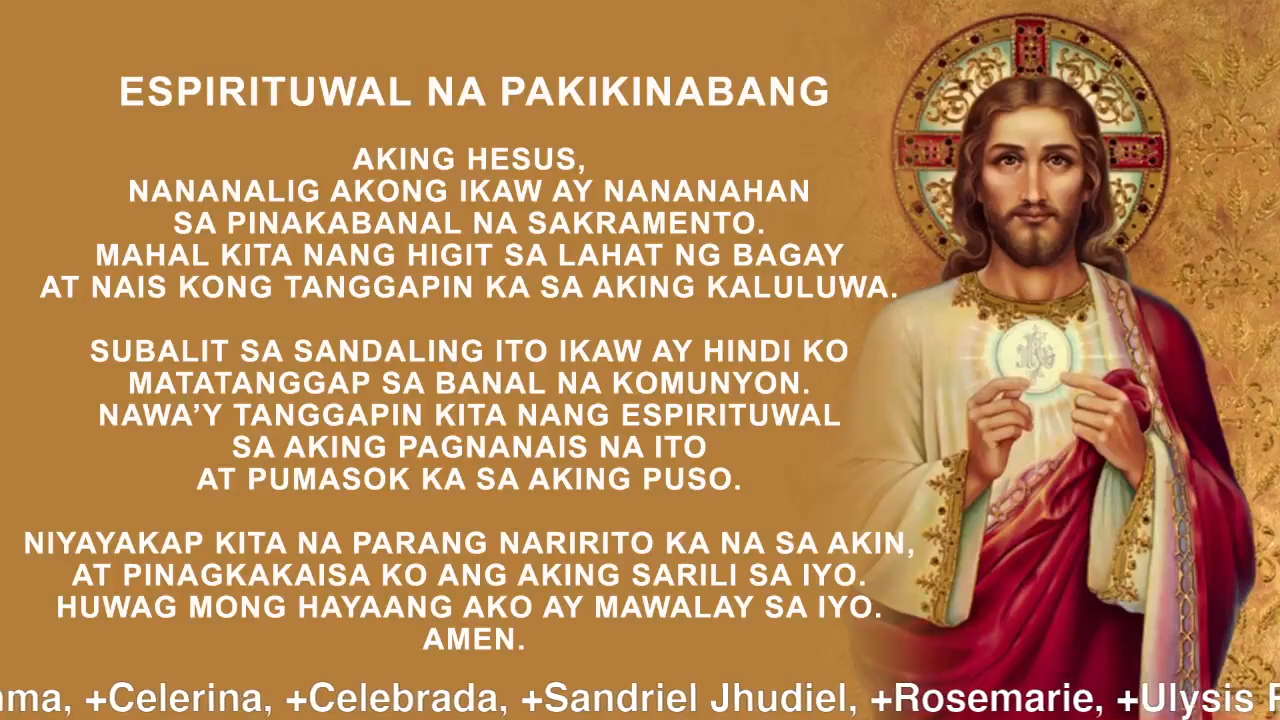 ESPIRITUWAL NA PAKIKINABANG
AKING HESUS,
NANANALIG AKONG IKAW AY NANANAHAN
SA PINAKABANAL NA SAKRAMENTO.
MAHAL KITA NANG HIGIT SA LAHAT NG BAGAY
AT NAIS KONG TANGGAPIN KA SA AKING KALULUWA.
SUBALIT SA SANDALING ITO IKAW AY HINDI KO
MATATANGGAP SA BANAL NA KOMUNYON.
NAWA’Y TANGGAPIN KITA NANG ESPIRITUWAL
SA AKING PAGNANAIS NA ITO
AT PUMASOK KA SA AKING PUSO.
NIYAYAKAP KITA NA PARANG NARIRITO KA NA SA AKIN,
AT PINAGKAKAISA KO ANG AKING SARILI SA IYO.
HUWAG MONG HAYAANG AKO AY MAWALAY SA IYO.
AMEN.
+Celerina, +Celebrada, +Sandriel Jhudiel, +Rosemarie, +Ulysis